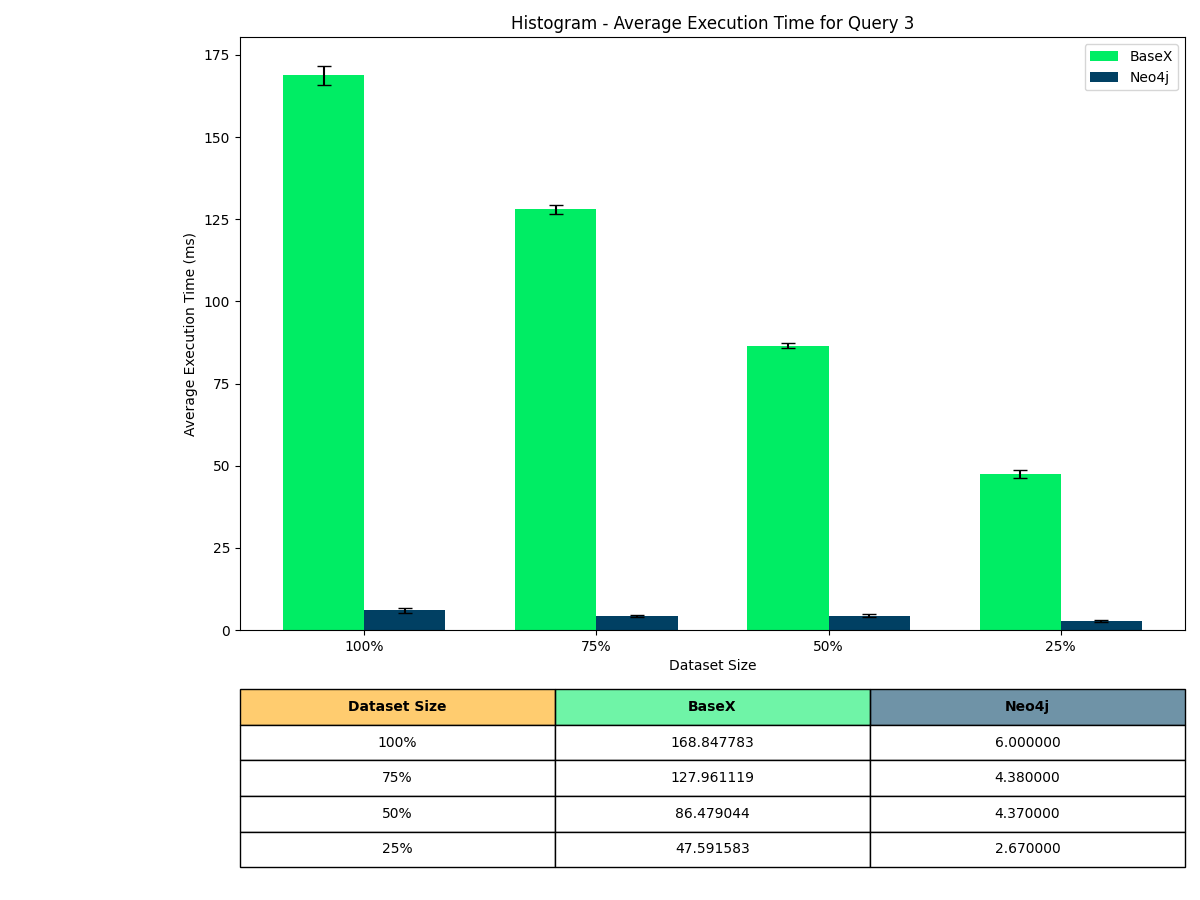 Histogram - Average Execution Time for Query 3
BaseX
Neo4j
Average Execution Time (ms)
175
150
125
100
75
50
25
0
100% 75% 50% 25%
Dataset Size
Dataset Size BaseX Neo4j
100% 168.847783 6.000000
75% 127.961119 4.380000
50% 86.479044 4.370000
25% 47.591583 2.670000